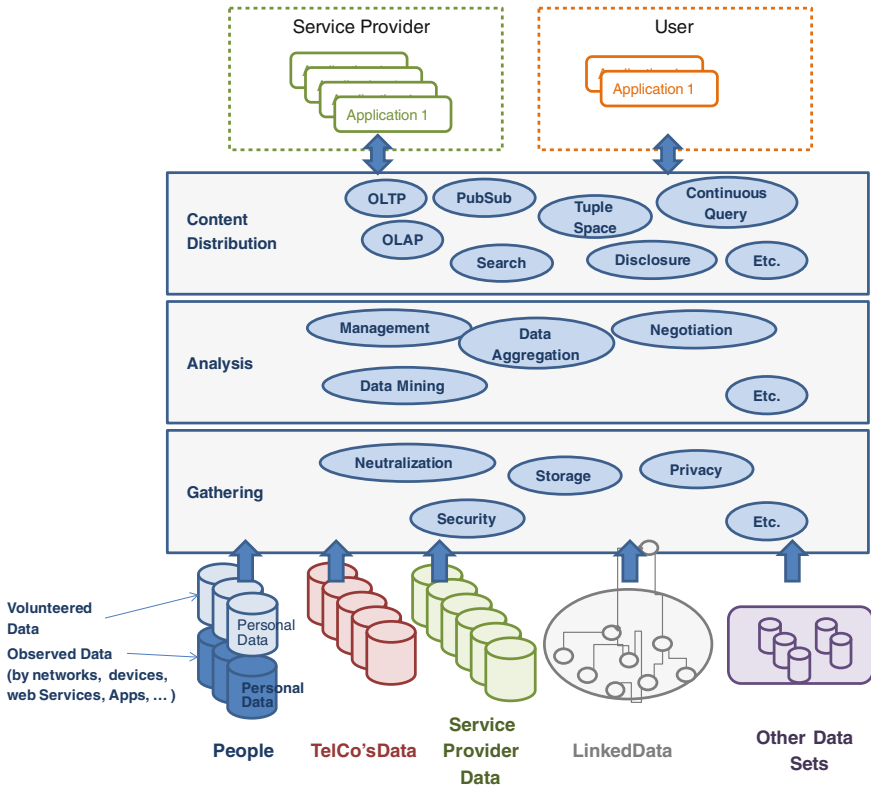 Service Provider
Application 1
User
Application 1
Content
Distribution
OLTP
PubSub
Tuple
Space
Continuous
Query
OLAP
Search
Disclosure
Etc.
Analysis
Management
Data
Aggregation
Negotiation
Data Mining
Etc.
Gathering
Neutralization
Storage
Privacy
Security
Etc.
Volunteered
Data
Observed Data
(by networks, devices,
web Services, Apps, ... )
Personal
Data
Personal
Data
People
TelCo'sData
Service
Provider
Data
LinkedData
Other Data
Sets